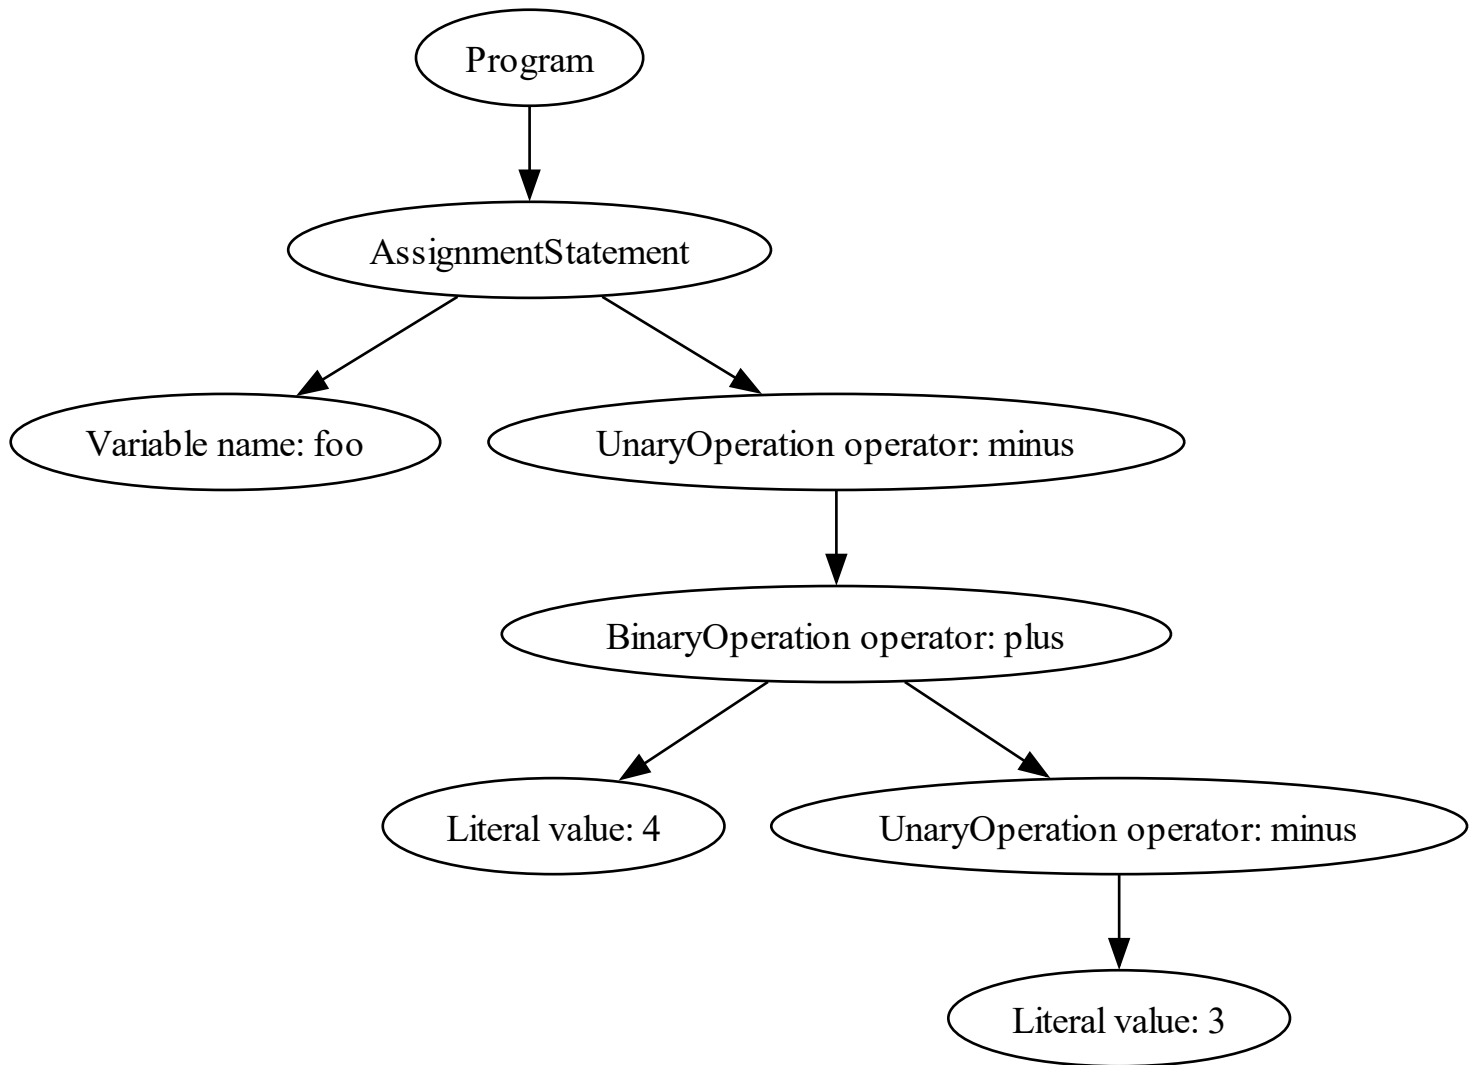 Program
AssignmentStatement
Variable name: foo
UnaryOperation operator: minus
BinaryOperation operator: plus
Literal value: 4
UnaryOperation operator: minus
Literal value: 3